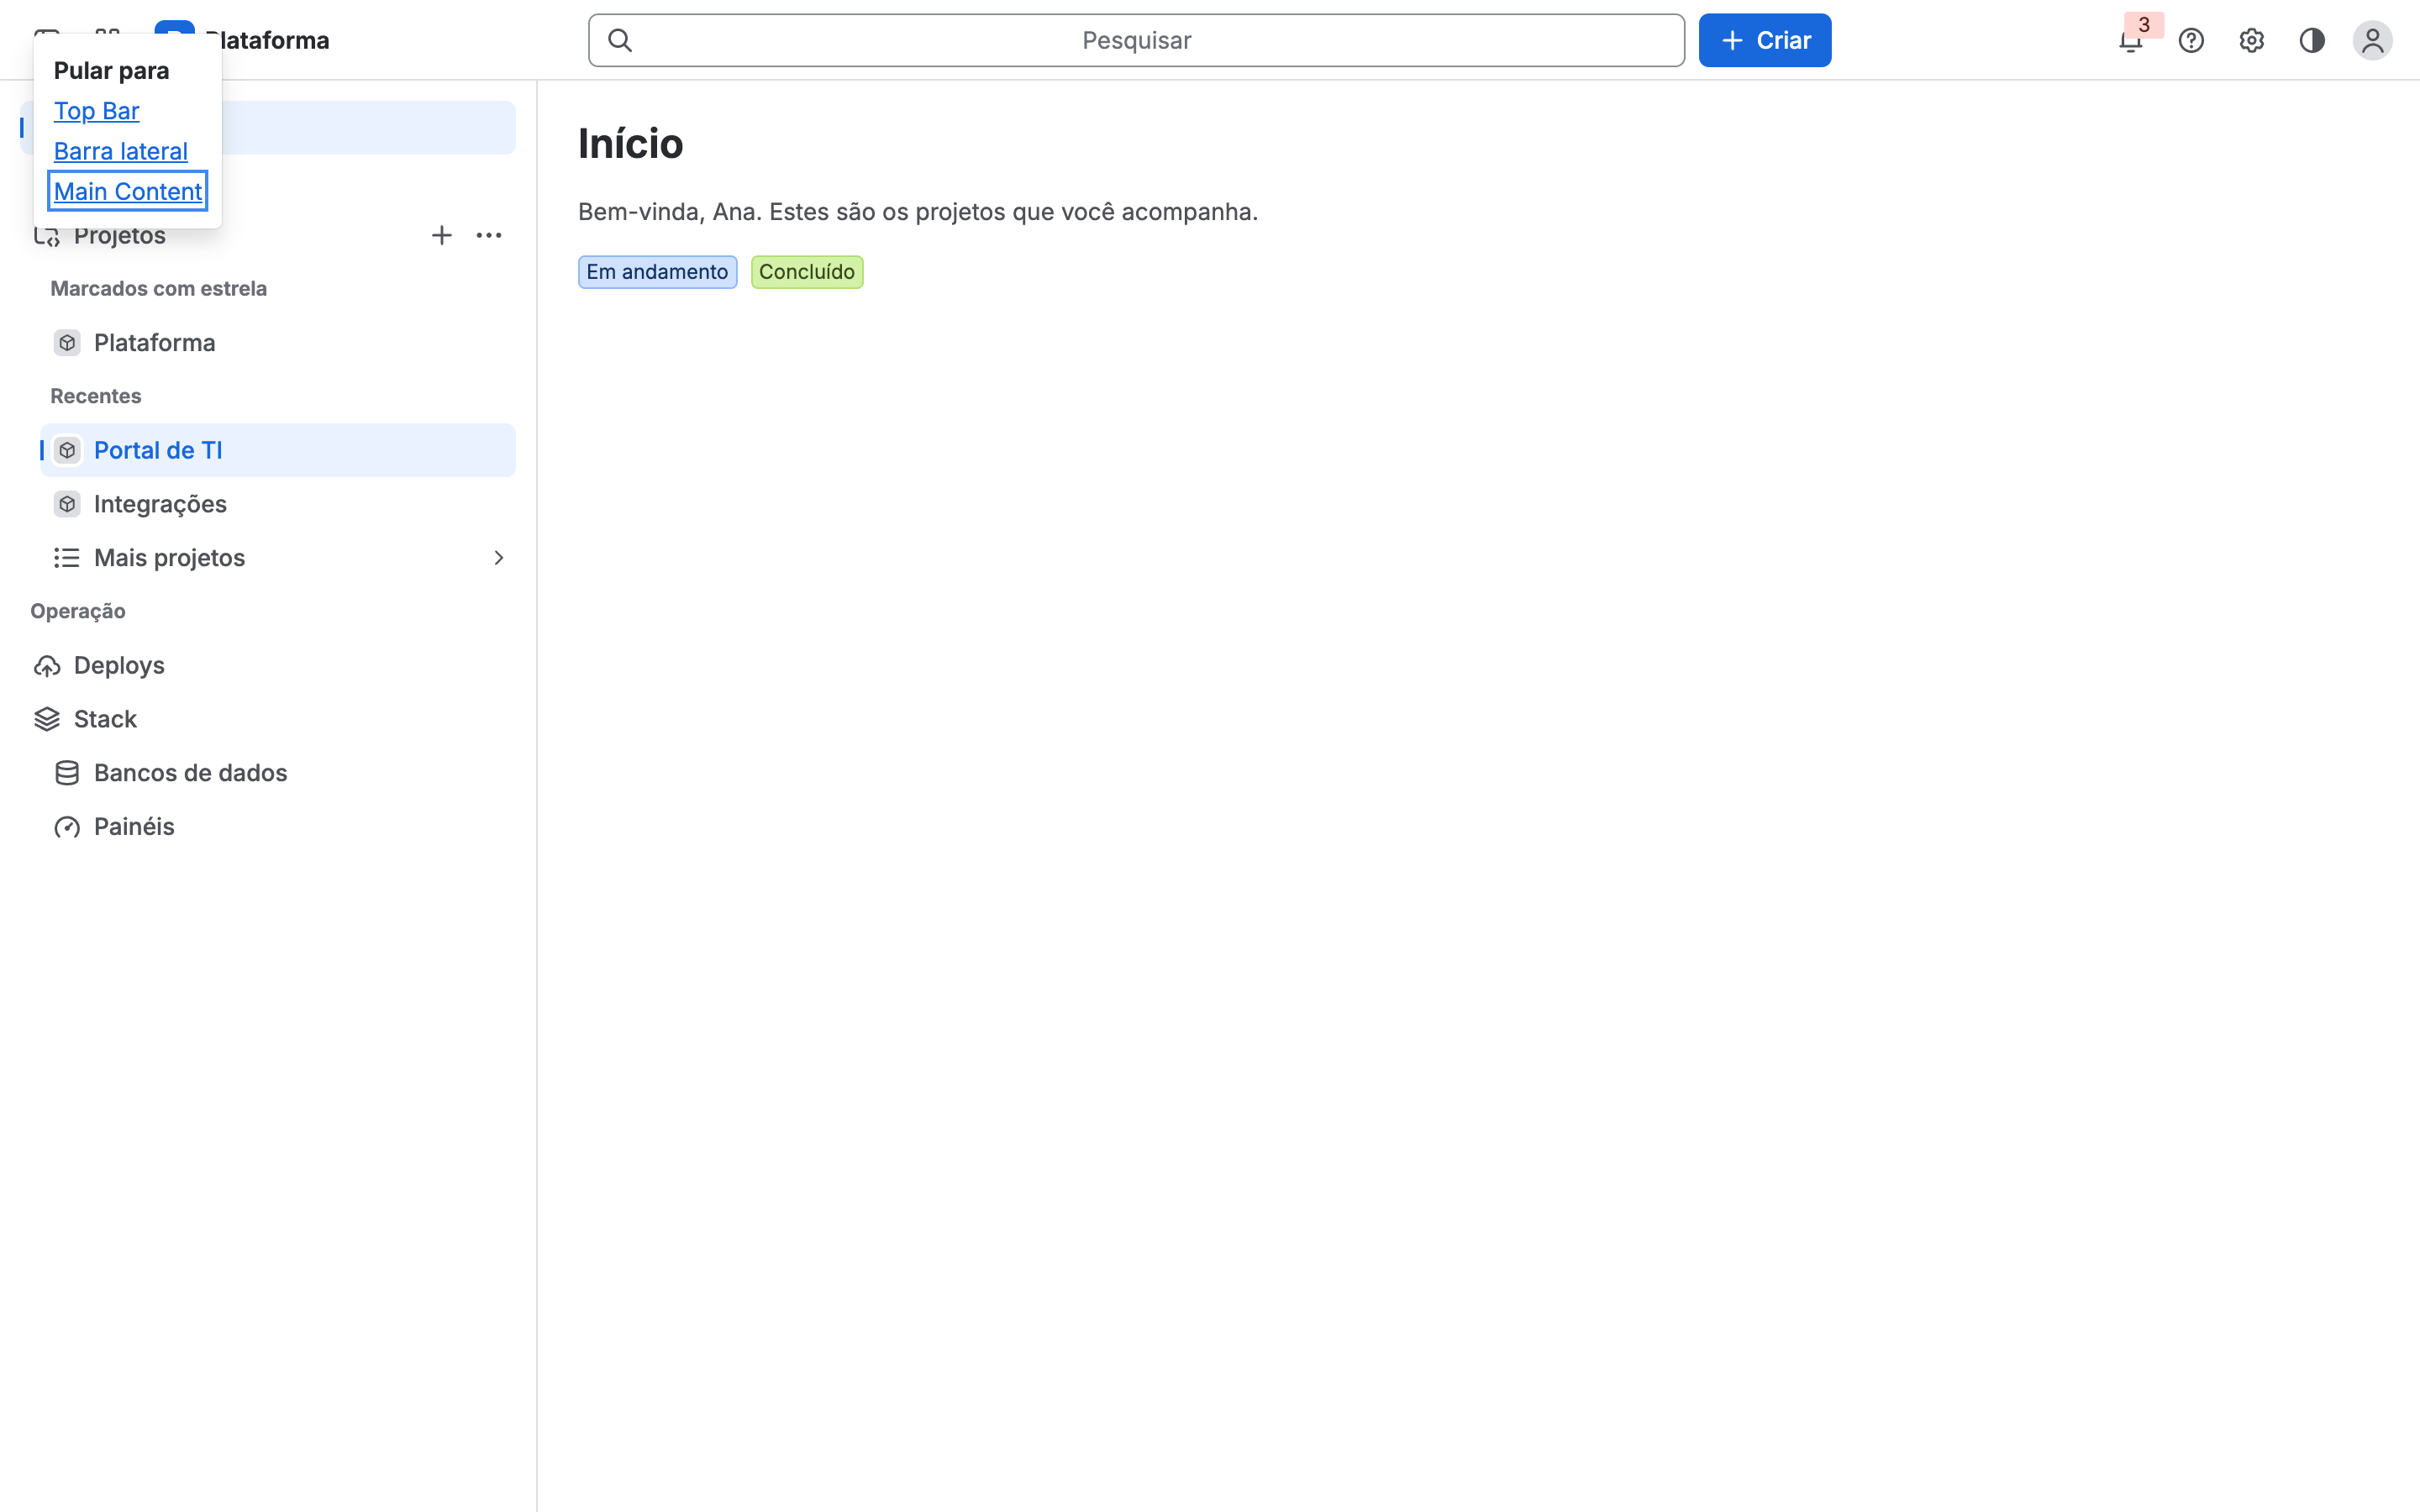 Plataforma
Pesquisar
Criar
3
Pular para
Top Bar
Barra lateral
Main Content
Projetos
Marcados com estrela
Plataforma
Recentes
Portal de TI
Integrações
Mais projetos
Operação
Deploys
Stack
Bancos de dados
Painéis
Início
Bem-vinda, Ana. Estes são os projetos que você acompanha.
Em andamento
Concluído